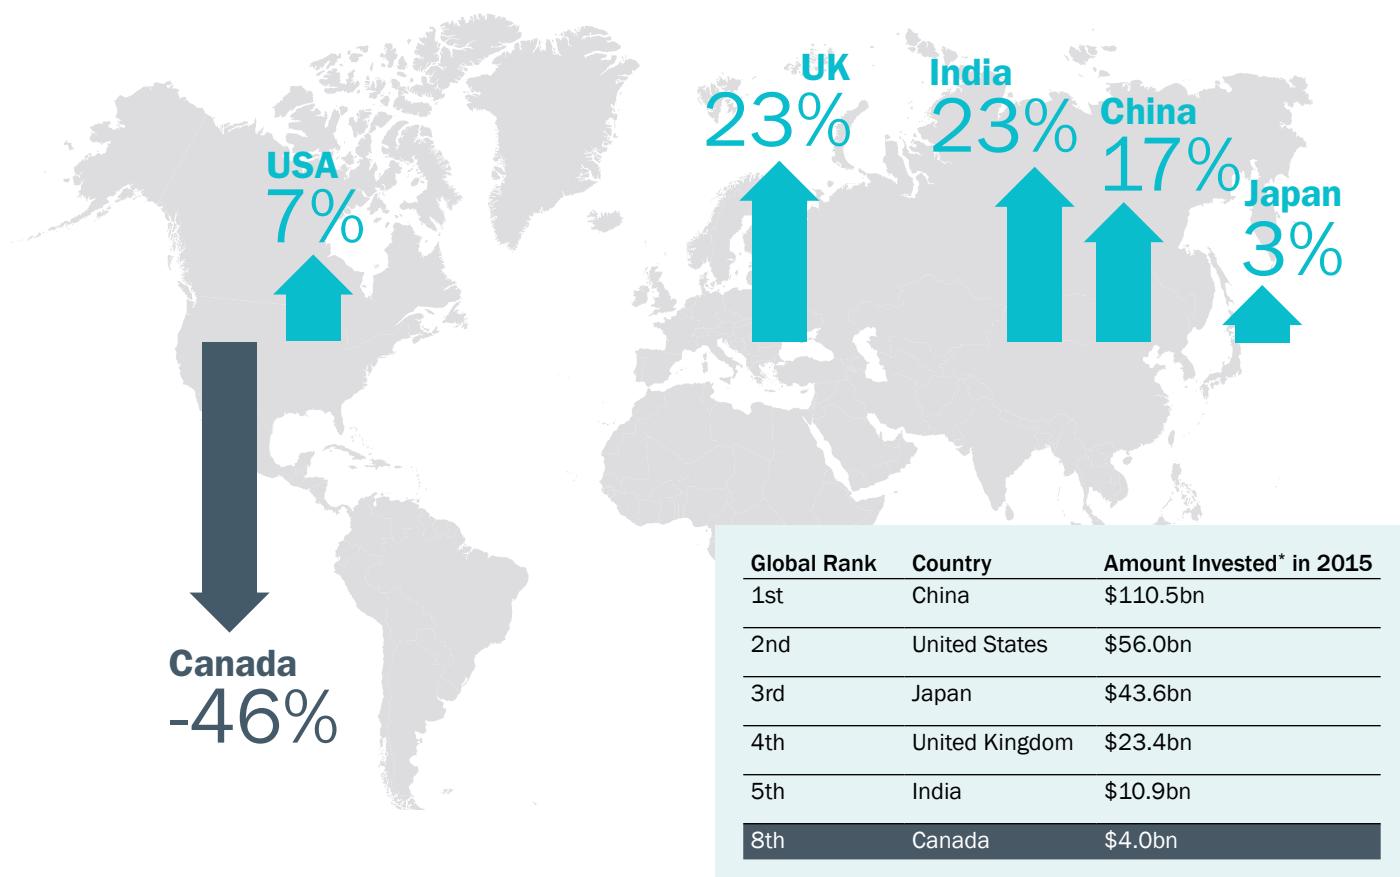 UK
23%
India
23%
China
17%
USA
7%
Japan
3%
Canada
-46%
Global Rank Country Amount Invested* in 2015
1st China $110.5bn
2nd United States $56.0bn
3rd Japan $43.6bn
4th United Kingdom $23.4bn
5th India $10.9bn
8th Canada $4.0bn